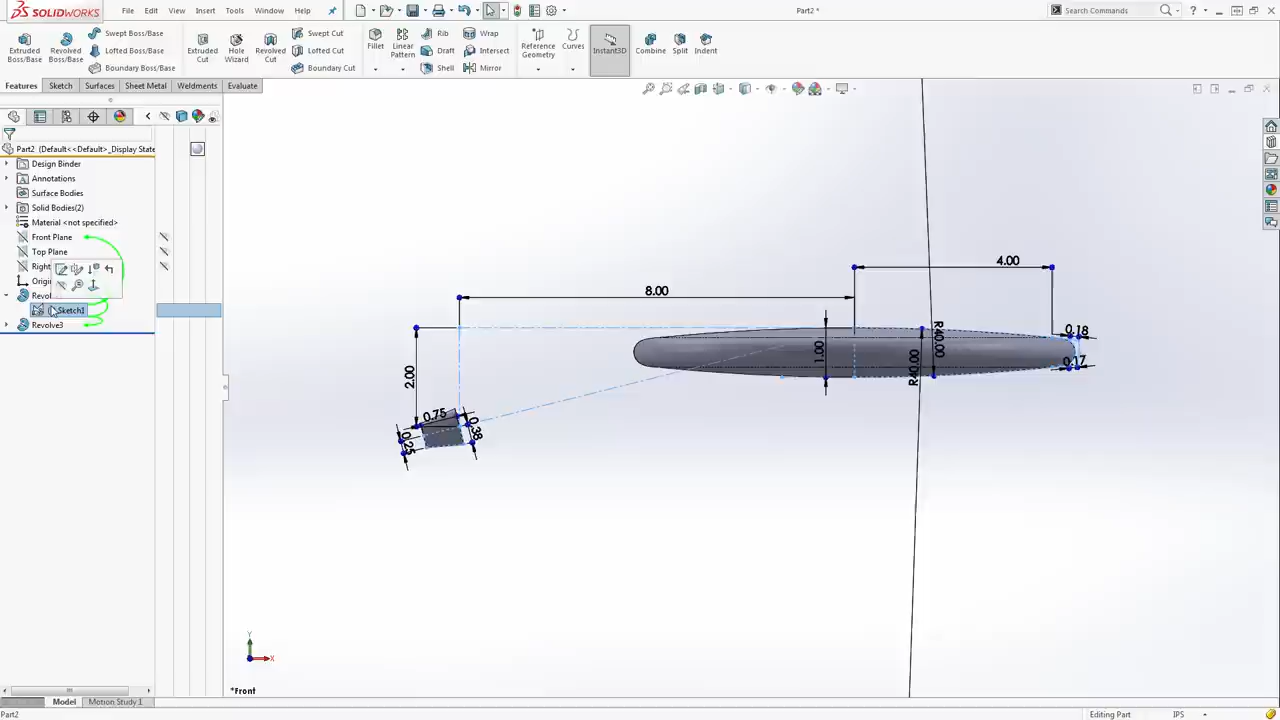 SOLIDWORKS File Edit View Insert Tools Window Help Part2 * Search Commands
Extruded Boss/Base
Revolved Boss/Base
Swept Boss/Base
Lofted Boss/Base
Boundary Boss/Base
Extruded Cut
Hole Wizard
Revolved Cut
Swept Cut
Lofted Cut
Boundary Cut
Fillet
Linear Pattern
Rib
Draft
Shell
Wrap
Intersect
Mirror
Reference Geometry
Curves
Instant3D
Combine
Split
Indent
Features Sketch Surfaces Sheet Metal Weldments Evaluate
Part2 (Default<<Default>_Display State
Design Binder
Annotations
Surface Bodies
Solid Bodies(2)
Material <not specified>
Front Plane
Top Plane
Right
Origi
Revol
Sketch1
Revolve3
4.00
8.00
0.18
R40.00
1.00
R40.00
0.17
2.00
0.75
0.38
0.25
Y
X
*Front
Model Motion Study 1
Part2 Editing Part IPS